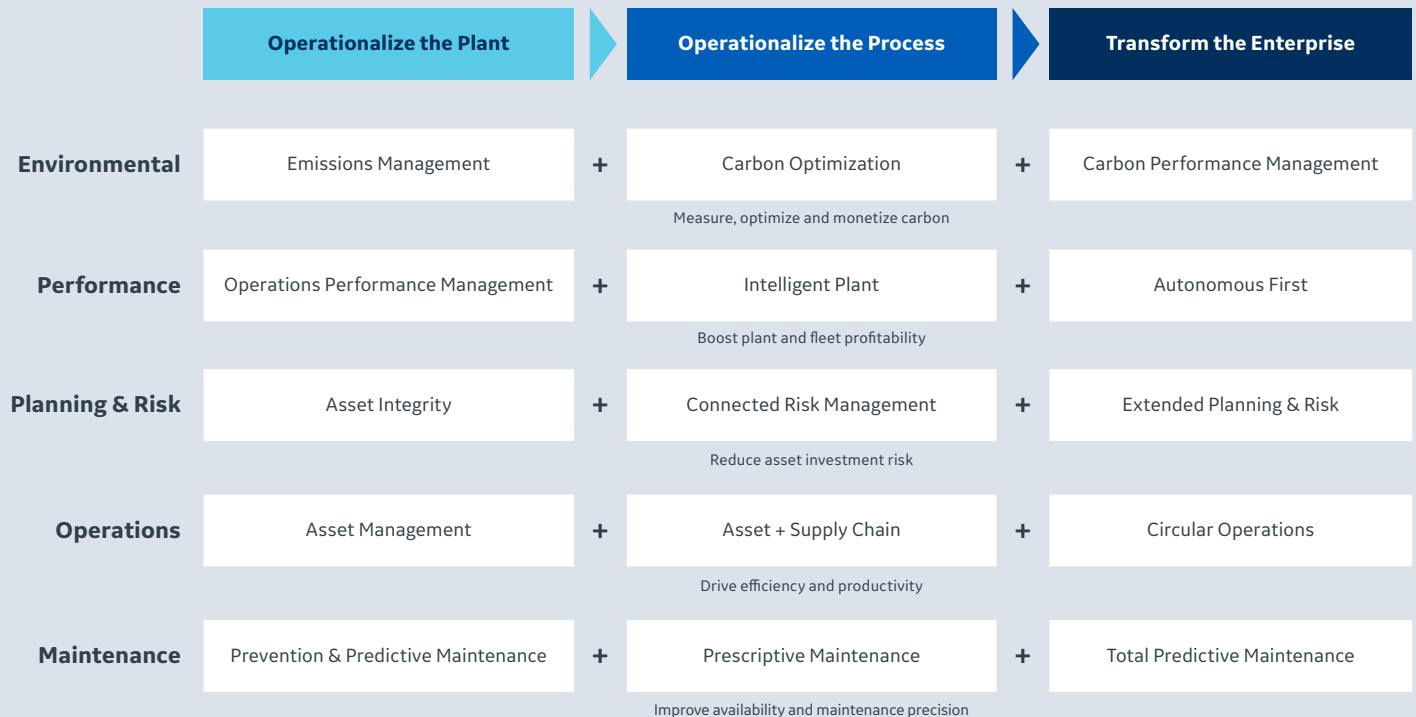 Operationalize the Plant
Operationalize the Process
Transform the Enterprise
Environmental
Emissions Management
+
Carbon Optimization
+
Carbon Performance Management
Measure, optimize and monetize carbon
Performance
Operations Performance Management
+
Intelligent Plant
+
Autonomous First
Boost plant and fleet profitability
Planning & Risk
Asset Integrity
+
Connected Risk Management
+
Extended Planning & Risk
Reduce asset investment risk
Operations
Asset Management
+
Asset + Supply Chain
+
Circular Operations
Drive efficiency and productivity
Maintenance
Prevention & Predictive Maintenance
+
Prescriptive Maintenance
+
Total Predictive Maintenance
Improve availability and maintenance precision